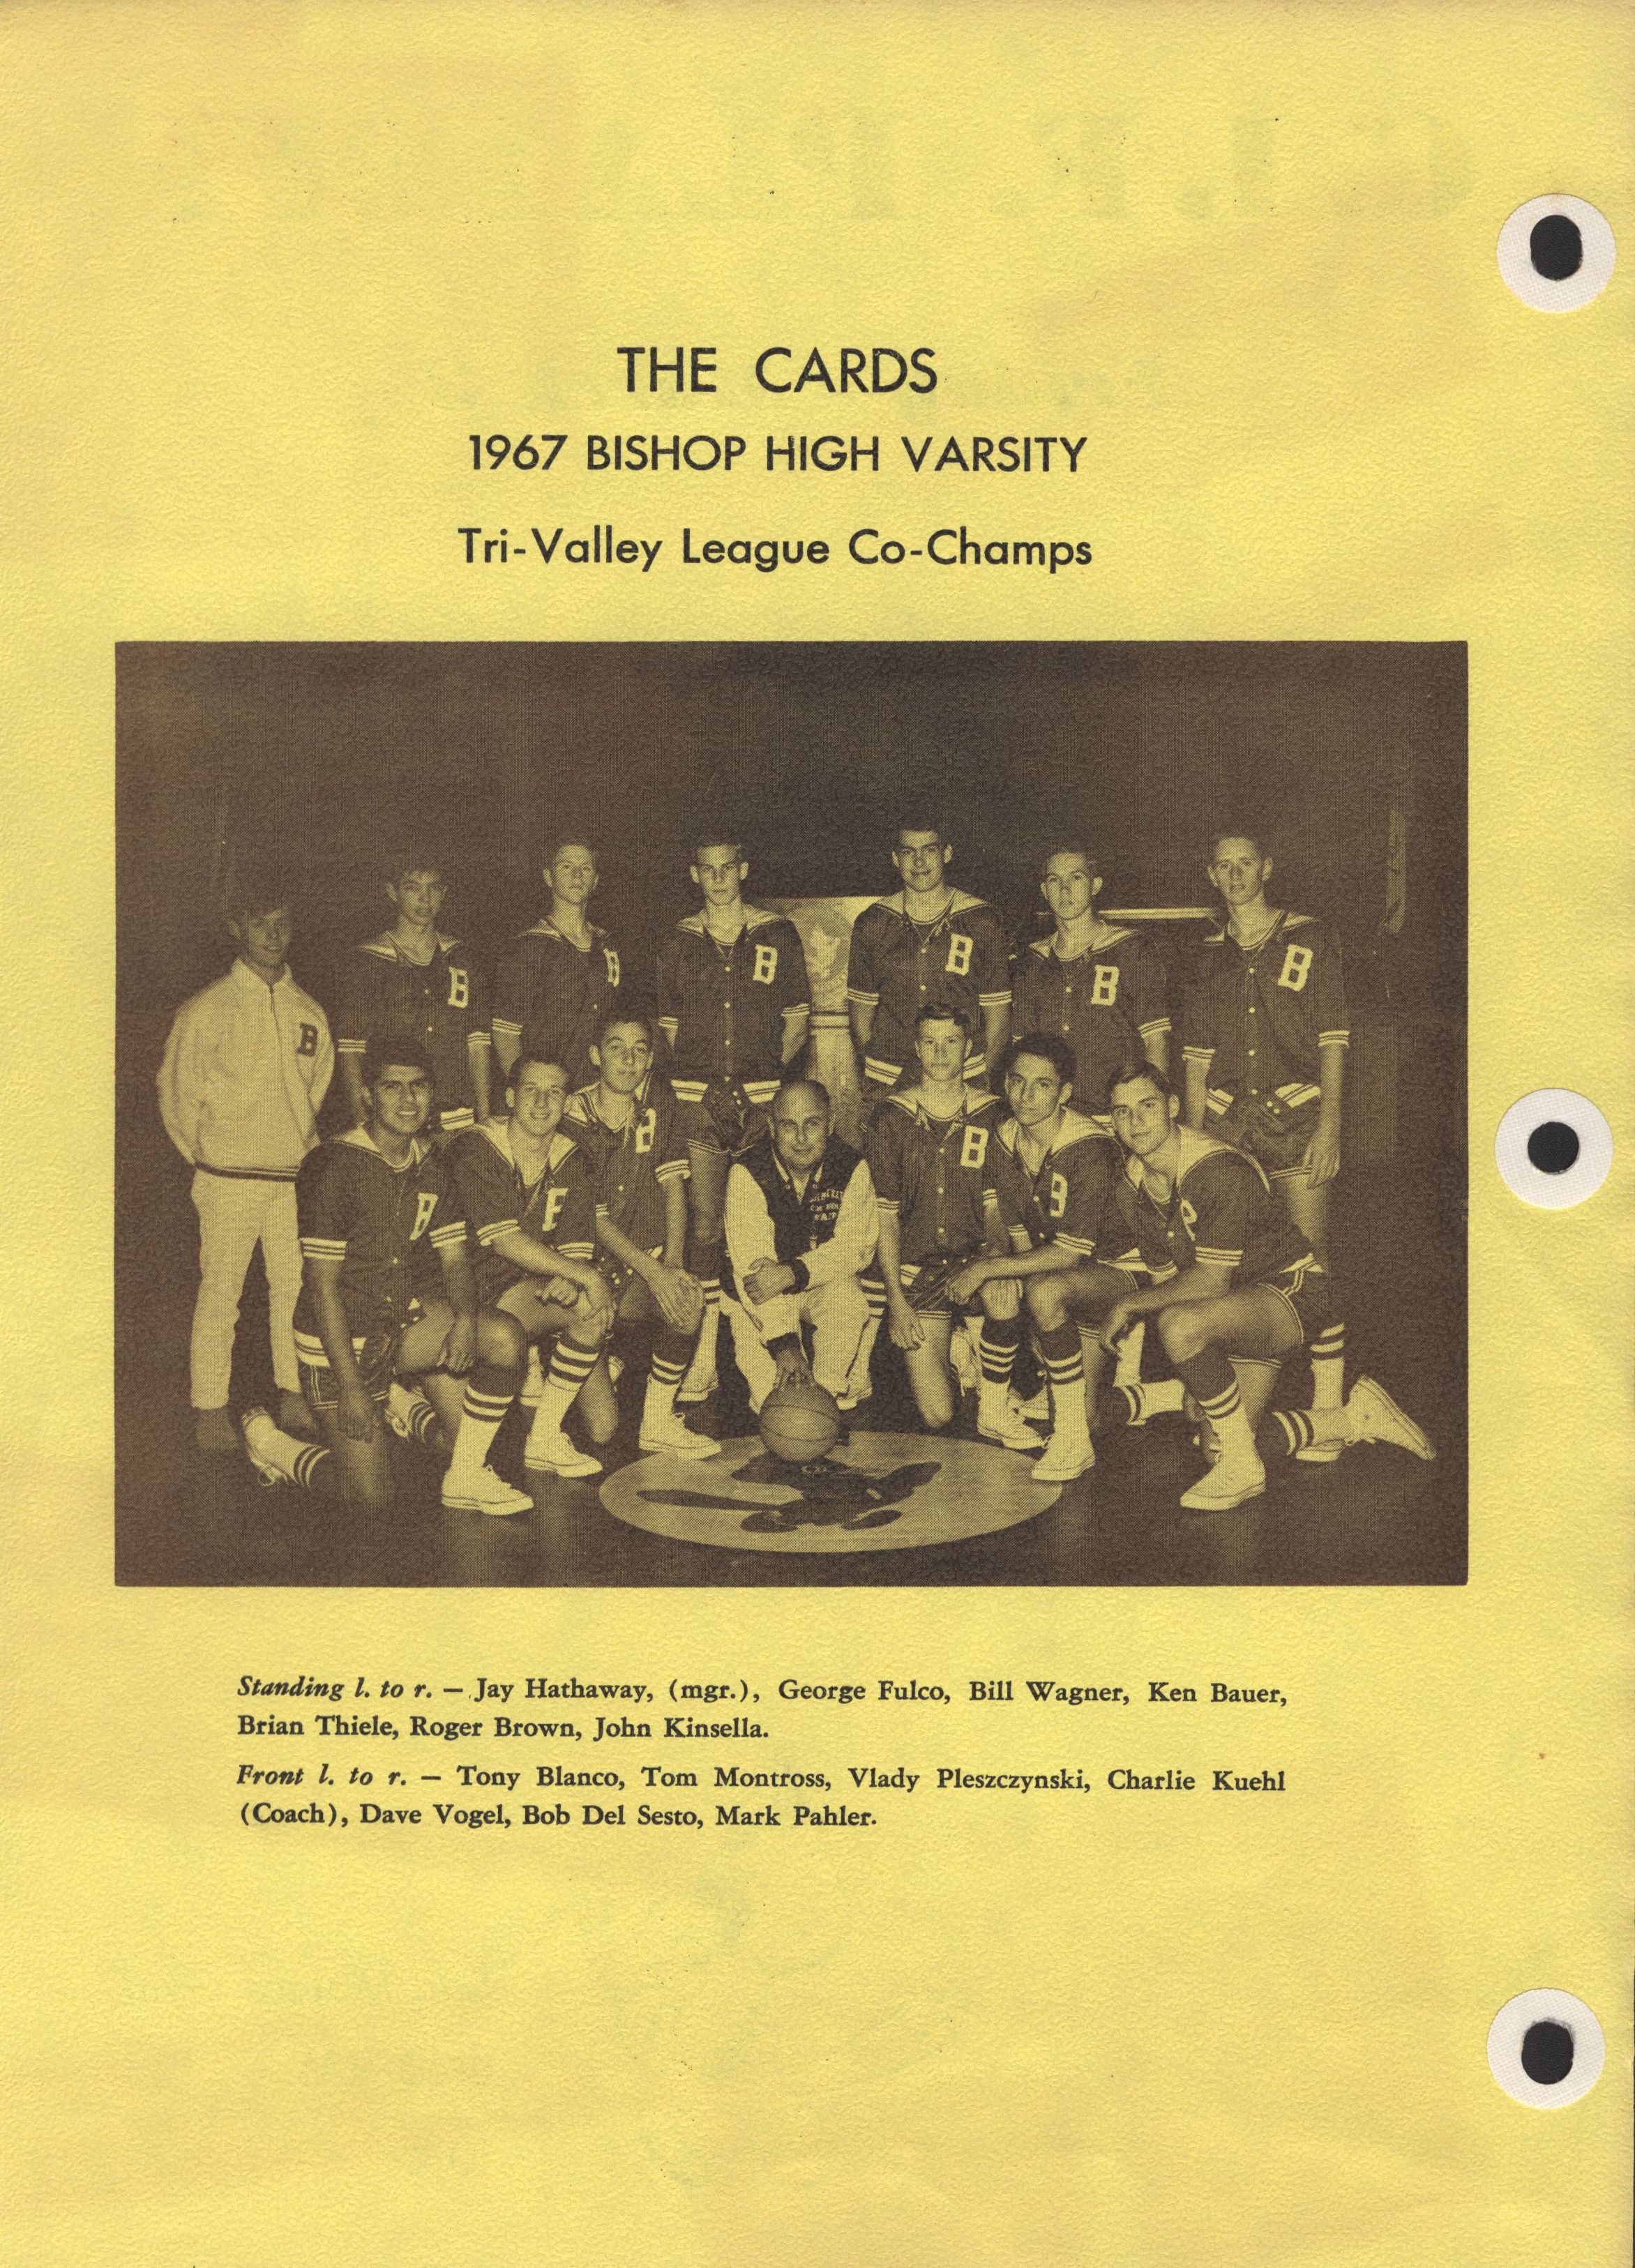 THE CARDS
1967 BISHOP HIGH VARSITY
Tri-Valley League Co-Champs
B B B B B B
B
B B
B
B F B B
Standing l. to r. — Jay Hathaway, (mgr.), George Fulco, Bill Wagner, Ken Bauer,
Brian Thiele, Roger Brown, John Kinsella.
Front l. to r. — Tony Blanco, Tom Montross, Vlady Pleszczynski, Charlie Kuehl
(Coach), Dave Vogel, Bob Del Sesto, Mark Pahler.